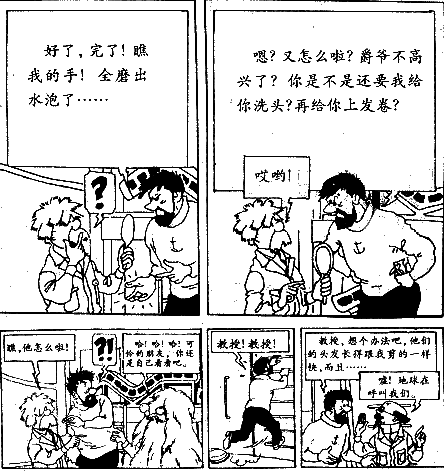 好了，完了！瞧
我的手！全磨出
水泡了……
?
嗯？又怎么啦？爵爷不高
兴了？你是不是还要我给
你洗头？再给你上发卷？
哎哟！
瞧，他怎么啦！
?!
哈！哈！哈！可
怜的朋友，你还
是自己看看吧。
教授！教授！
教授，想个办法吧，他们
的头发长得跟我剪的一样
快，而且……
嘘！地球在
呼叫我们。